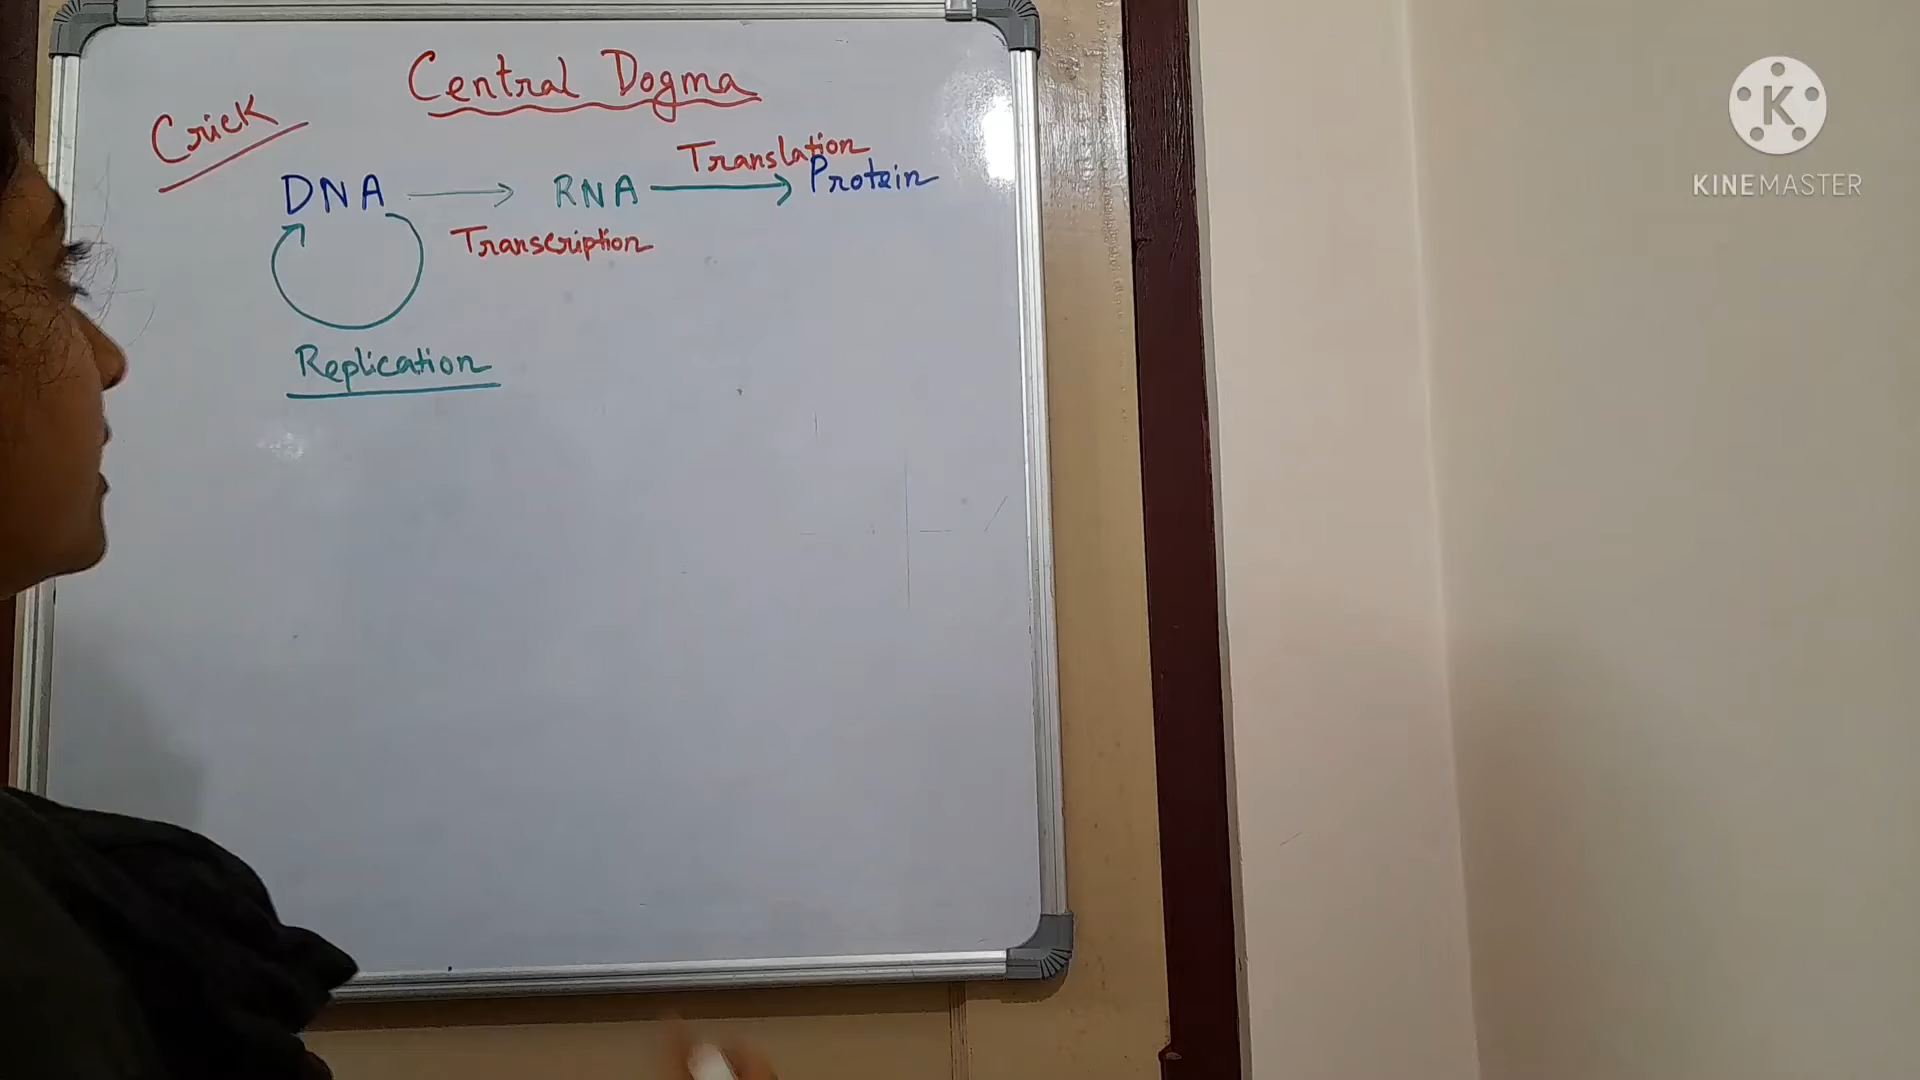 Central Dogma
Crick
Translation
DNA → RNA → Protein
Transcription
Replication
K
KINEMASTER